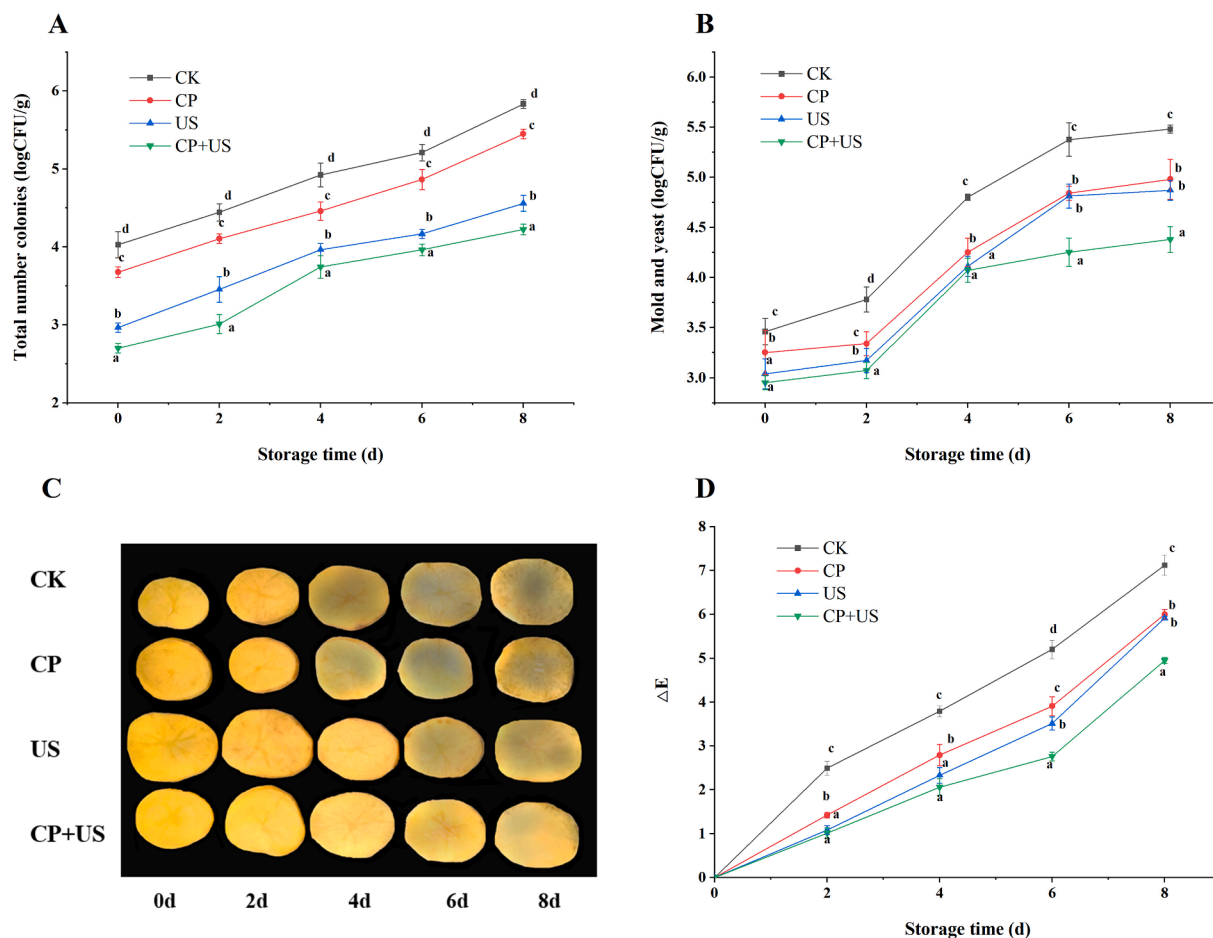 A
CK
CP
US
CP+US
Total number colonies (logCFU/g)
6
5
4
3
2
d
d
d
d
d
c
c
c
c
c
b
b
b
b
b
a
a
a
a
a
0
2
4
6
8
Storage time (d)
B
CK
CP
US
CP+US
Mold and yeast (logCFU/g)
6.0
5.5
5.0
4.5
4.0
3.5
3.0
c
d
c
c
c
b
c
b
b
b
a
b
a
b
b
a
a
a
a
a
0
2
4
6
8
Storage time (d)
C
CK
CP
US
CP+US
0d
2d
4d
6d
8d
D
CK
CP
US
CP+US
△E
8
7
6
5
4
3
2
1
0
c
c
d
c
b
b
c
b
a
a
b
b
a
a
a
a
0
2
4
6
8
Storage time (d)